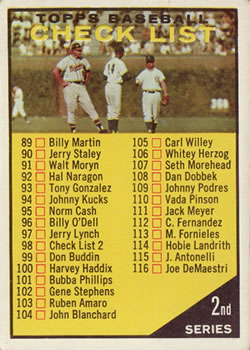 TOPPS BASEBALL
CHECK LIST
89 Billy Martin
90 Jerry Staley
91 Walt Moryn
92 Hal Naragon
93 Tony Gonzalez
94 Johnny Kucks
95 Norm Cash
96 Billy O'Dell
97 Jerry Lynch
98 Check List 2
99 Don Buddin
100 Harvey Haddix
101 Bubba Phillips
102 Gene Stephens
103 Ruben Amaro
104 John Blanchard
105 Carl Willey
106 Whitey Herzog
107 Seth Morehead
108 Dan Dobbek
109 Johnny Podres
110 Vada Pinson
111 Jack Meyer
112 C. Fernandez
113 M. Fornieles
114 Hobie Landrith
115 J. Antonelli
116 Joe DeMaestri
2nd
SERIES